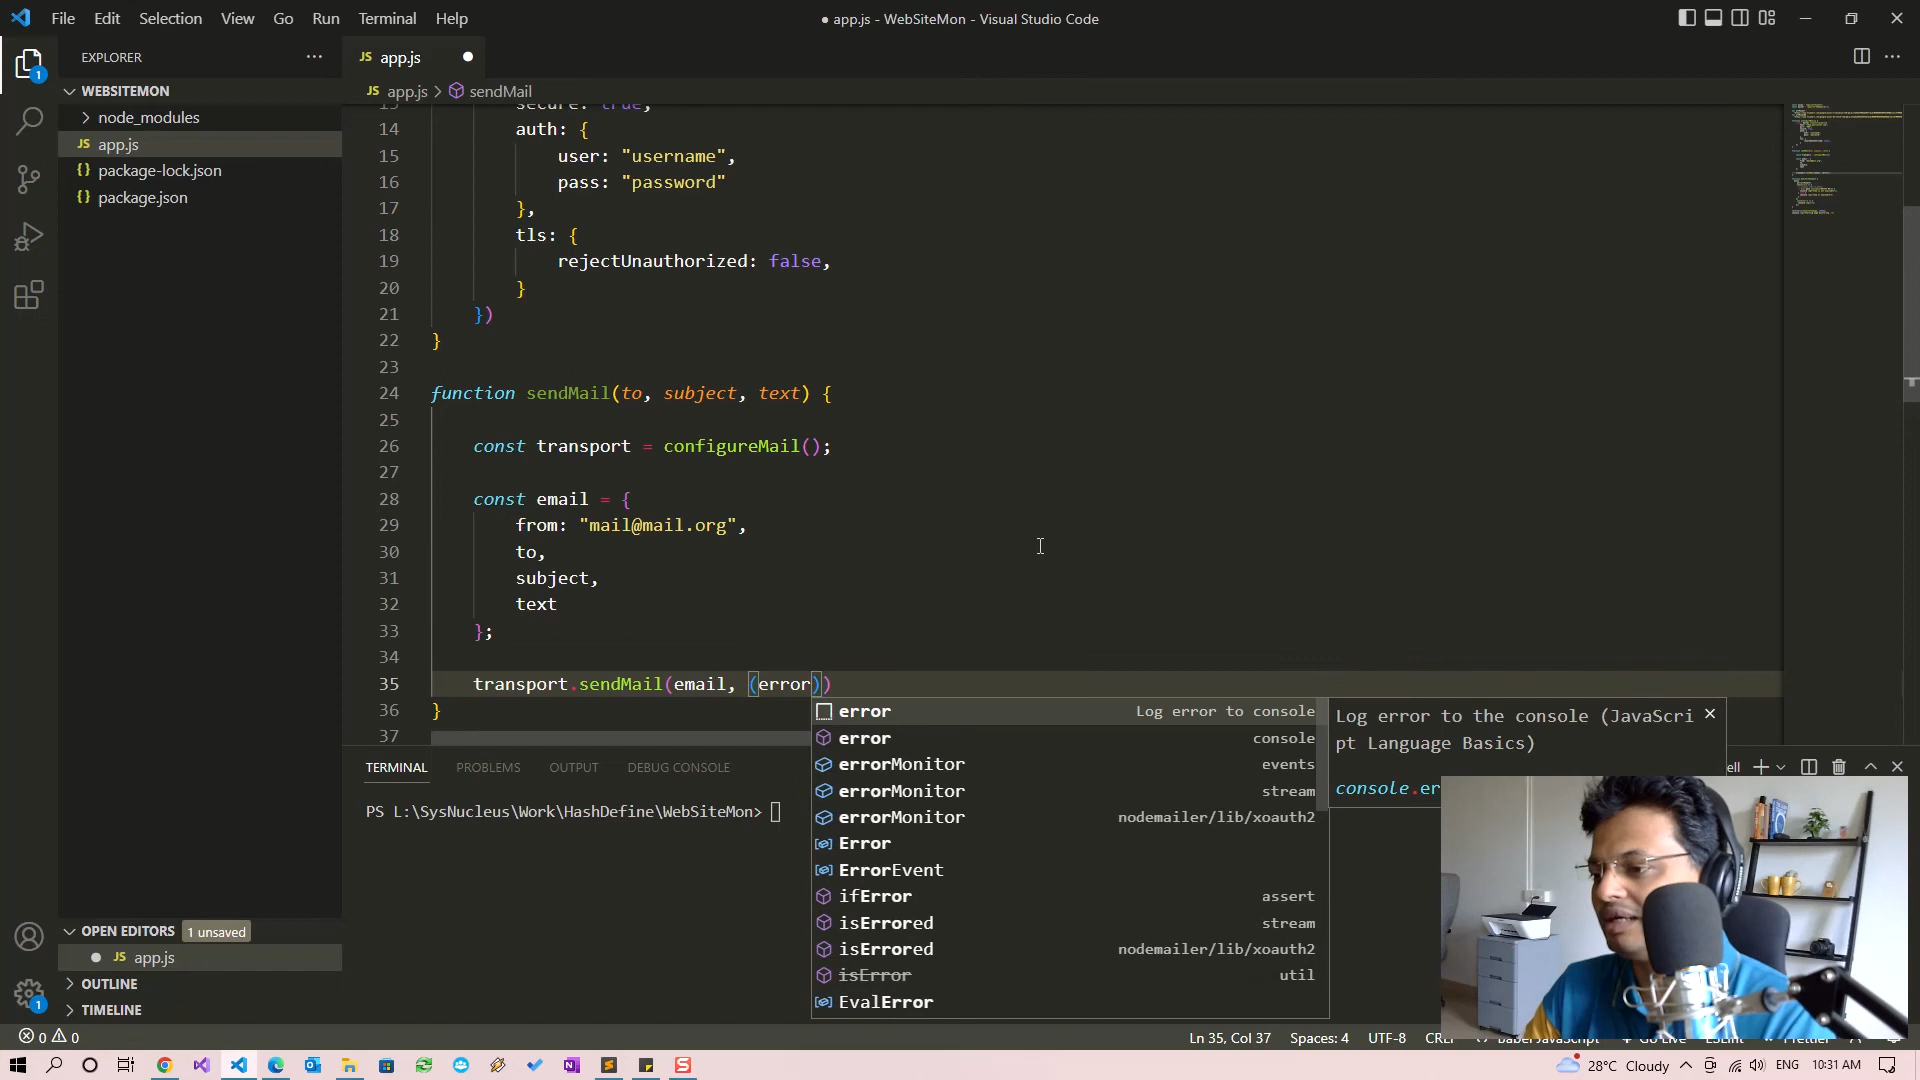 File Edit Selection View Go Run Terminal Help
● app.js - WebSiteMon - Visual Studio Code
EXPLORER
JS app.js
WEBSITEMON
JS app.js > sendMail
node_modules
JS app.js
{} package-lock.json
{} package.json
secure: true,
14 auth: {
15 user: "username",
16 pass: "password"
17 },
18 tls: {
19 rejectUnauthorized: false,
20 }
21 })
22 }
23
24 function sendMail(to, subject, text) {
25
26 const transport = configureMail();
27
28 const email = {
29 from: "mail@mail.org",
30 to,
31 subject,
32 text
33 };
34
35 transport.sendMail(email, (error))
36 }
37
error Log error to console
error console
errorMonitor events
errorMonitor stream
errorMonitor nodemailer/lib/xoauth2
Error
ErrorEvent
ifError assert
isErrored stream
isErrored nodemailer/lib/xoauth2
isError util
EvalError
Log error to the console (JavaScri
pt Language Basics)
console.er
TERMINAL PROBLEMS OUTPUT DEBUG CONSOLE
PS L:\SysNucleus\Work\HashDefine\WebSiteMon>
OPEN EDITORS 1 unsaved
● JS app.js
OUTLINE
TIMELINE
0 0
Ln 35, Col 37 Spaces: 4 UTF-8
28°C Cloudy ENG 10:31 AM